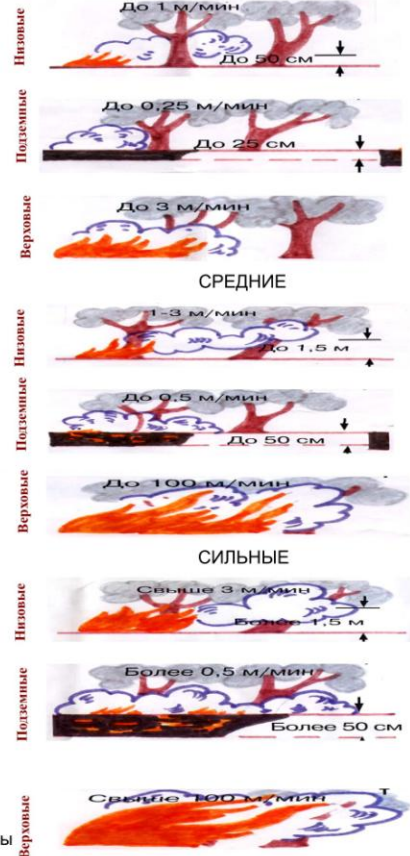 Низовые
До 1 м/мин
До 50 см
Подземные
До 0,25 м/мин
До 25 см
Верховые
До 3 м/мин
СРЕДНИЕ
Низовые
1-3 м/мин
До 1,5 м
Подземные
До 0,5 м/мин
До 50 см
Верховые
До 100 м/мин
СИЛЬНЫЕ
Низовые
Свыше 3 м/мин
Более 1,5 м
Подземные
Более 0,5 м/мин
Более 50 см
Верховые
Свыше 100 м/мин
т
ы